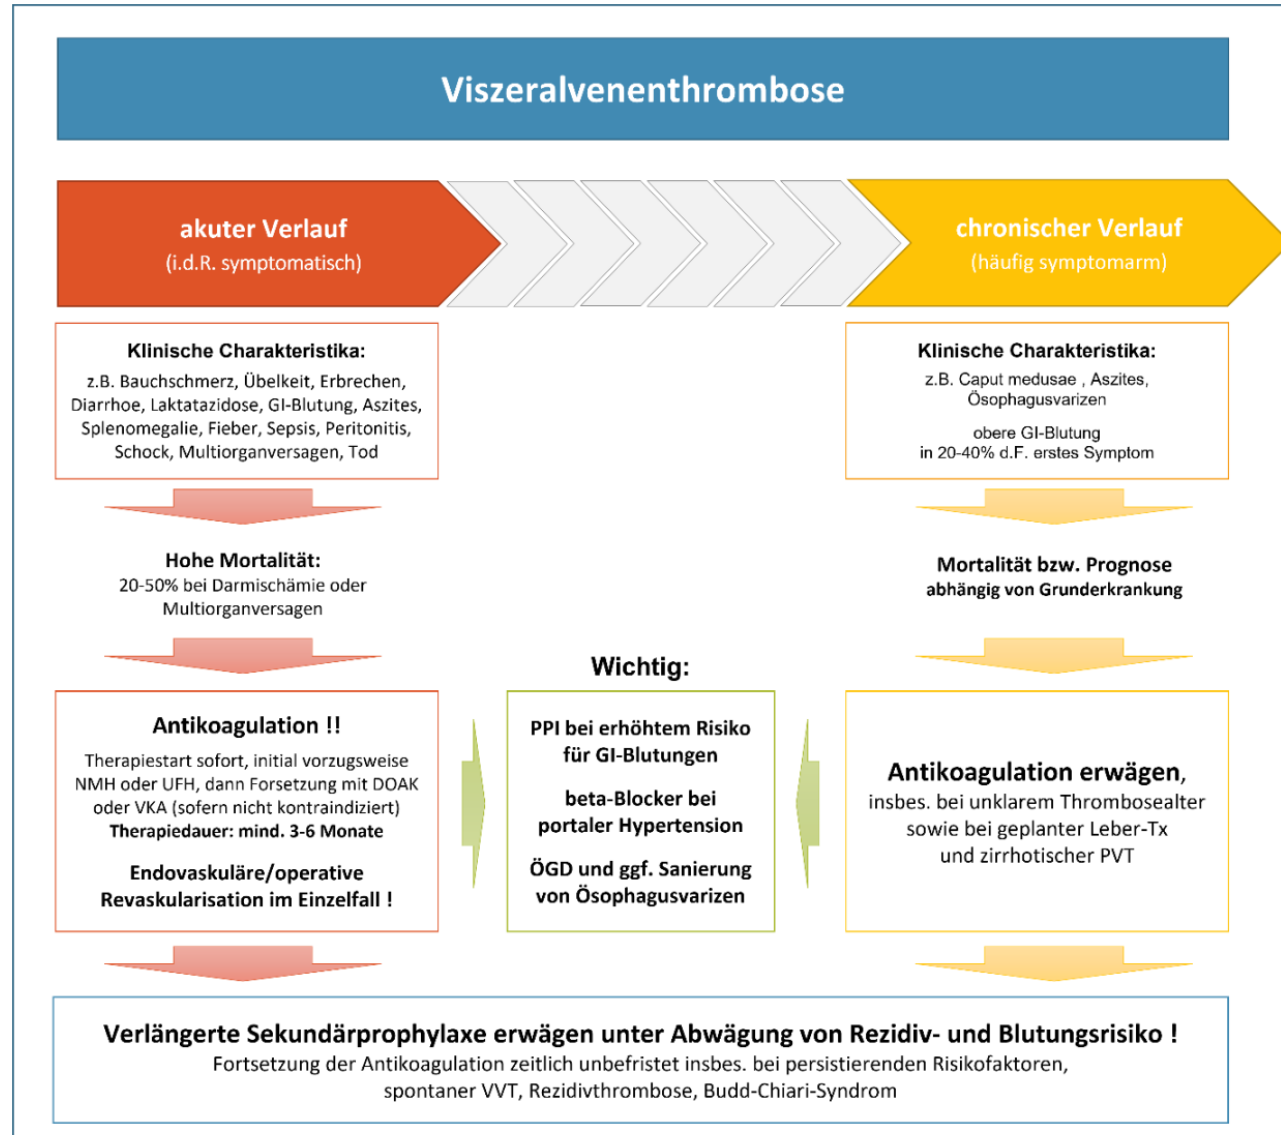 Viszeralvenenthrombose
akuter Verlauf
(i.d.R. symptomatisch)
chronischer Verlauf
(häufig symptomarm)
Klinische Charakteristika:
z.B. Bauchschmerz, Übelkeit, Erbrechen,
Diarrhoe, Laktatazidose, GI-Blutung, Aszites,
Splenomegalie, Fieber, Sepsis, Peritonitis,
Schock, Multiorganversagen, Tod
Klinische Charakteristika:
z.B. Caput medusae , Aszites,
Ösophagusvarizen
obere GI-Blutung
in 20-40% d.F. erstes Symptom
Hohe Mortalität:
20-50% bei Darmischämie oder
Multiorganversagen
Mortalität bzw. Prognose
abhängig von Grunderkrankung
Antikoagulation !!
Therapiestart sofort, initial vorzugsweise
NMH oder UFH, dann Forsetzung mit DOAK
oder VKA (sofern nicht kontraindiziert)
Therapiedauer: mind. 3-6 Monate
Endovaskuläre/operative
Revaskularisation im Einzelfall !
Wichtig:
PPI bei erhöhtem Risiko
für GI-Blutungen
beta-Blocker bei
portaler Hypertension
ÖGD und ggf. Sanierung
von Ösophagusvarizen
Antikoagulation erwägen,
insbes. bei unklarem Thrombosealter
sowie bei geplanter Leber-Tx
und zirrhotischer PVT
Verlängerte Sekundärprophylaxe erwägen unter Abwägung von Rezidiv- und Blutungsrisiko !
Fortsetzung der Antikoagulation zeitlich unbefristet insbes. bei persistierenden Risikofaktoren,
spontaner VVT, Rezidivthrombose, Budd-Chiari-Syndrom